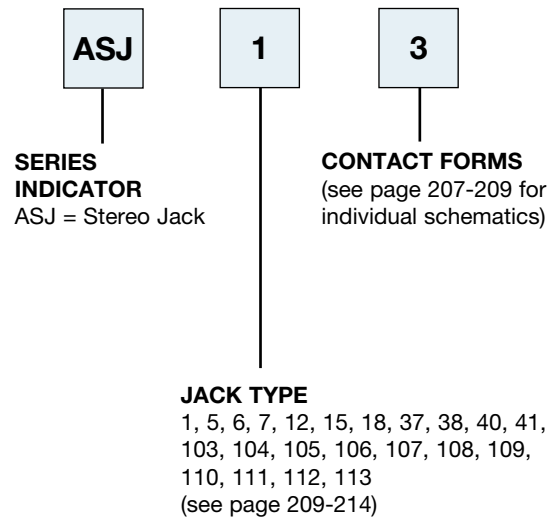 ASJ 1 3
SERIES
INDICATOR
ASJ = Stereo Jack
CONTACT FORMS
(see page 207-209 for
individual schematics)
JACK TYPE
1, 5, 6, 7, 12, 15, 18, 37, 38, 40, 41,
103, 104, 105, 106, 107, 108, 109,
110, 111, 112, 113
(see page 209-214)